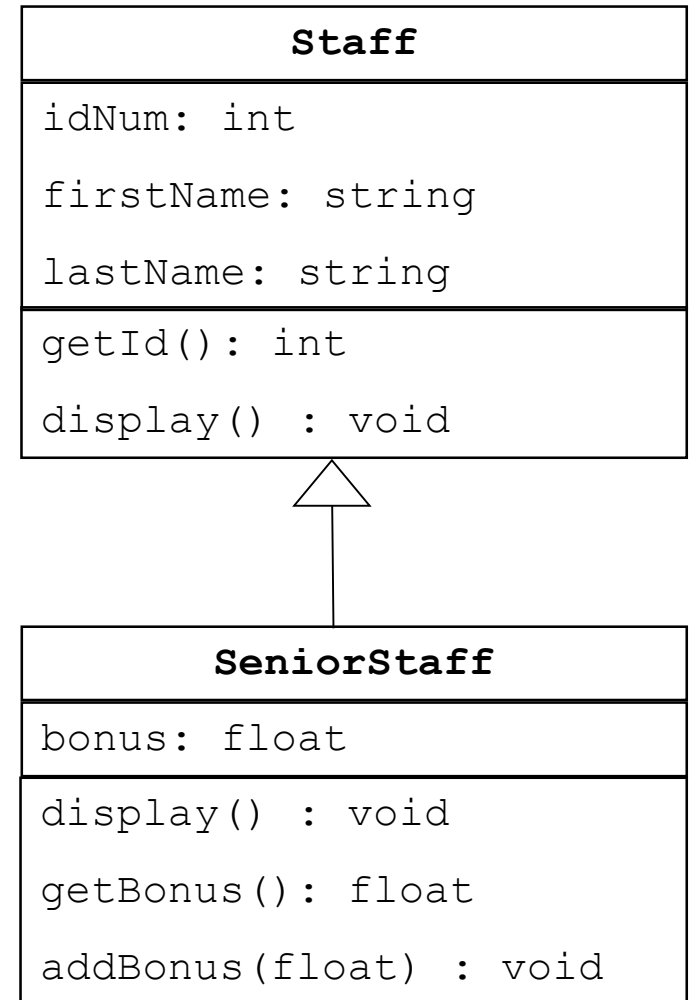 Staff
idNum: int
firstName: string
lastName: string
getId(): int
display() : void
SeniorStaff
bonus: float
display() : void
getBonus(): float
addBonus(float) : void